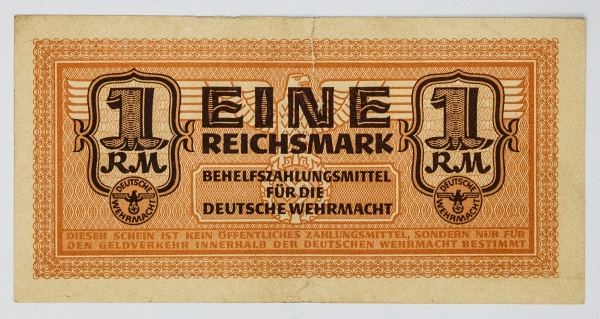 EINE
REICHSMARK
BEHELFSZAHLUNGSMITTEL
FÜR DIE
DEUTSCHE WEHRMACHT
1
RM
DEUTSCHE
WEHRMACHT
1
RM
DEUTSCHE
WEHRMACHT
DIESER SCHEIN IST KEIN ÖFFENTLICHES ZAHLUNGSMITTEL, SONDERN NUR FÜR
DEN GELDVERKEHR INNERHALB DER DEUTSCHEN WEHRMACHT BESTIMMT